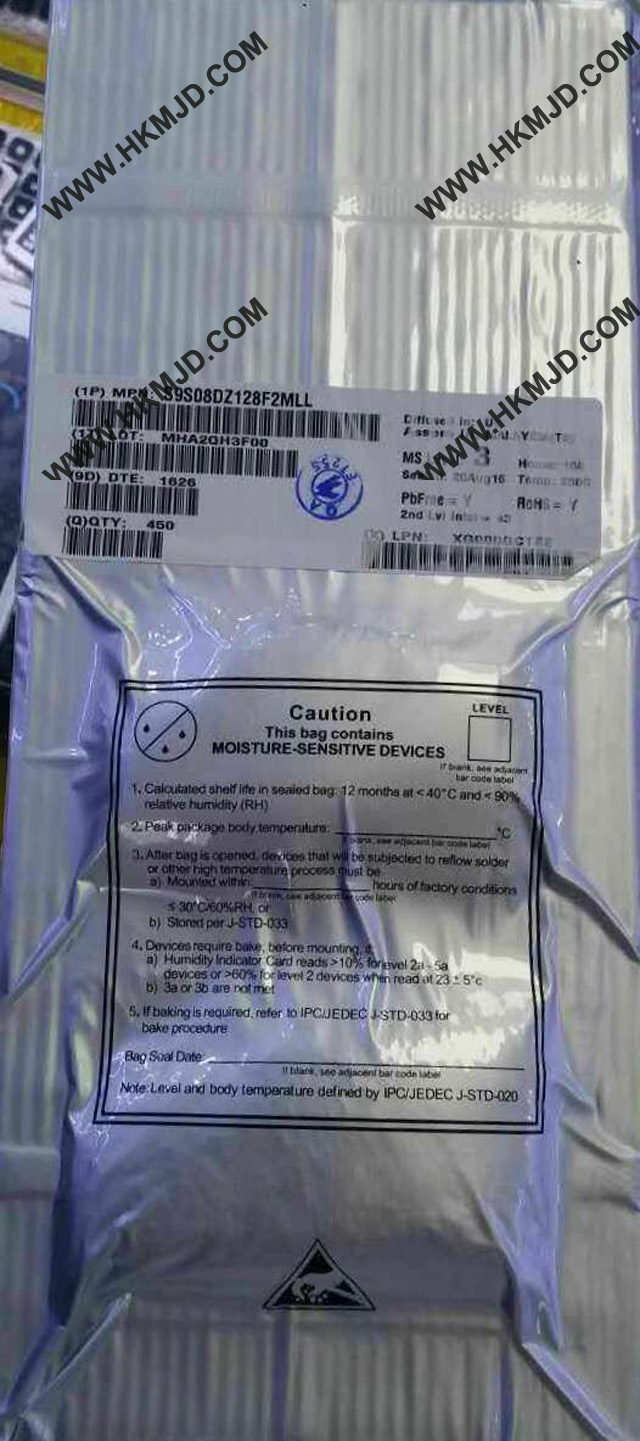 WWW.HKMJD.COM
WWW.HKMJD.COM
WWW.HKMJD.COM
WWW.HKMJD.COM
(1P) S9S08DZ128F2MLL
LOT: MHA2QH3F00
(9D) DTE: 1626
(Q)QTY: 450
3
20Aug16
PbFree = Y RoHS = Y
2nd Lvl
LPN:
Caution
This bag contains
MOISTURE-SENSITIVE DEVICES
LEVEL
If blank, see adjacent
bar code label
1. Calculated shelf life in sealed bag: 12 months at < 40°C and < 90%
relative humidity (RH)
2. Peak package body temperature: °C
blank, see adjacent bar code label
3. After bag is opened, devices that will be subjected to reflow solder
or other high temperature process must be
a) Mounted within hours of factory conditions
If blank, see adjacent bar code label
≤ 30°C/60%RH, or
b) Stored per J-STD-033
4. Devices require bake, before mounting, if
a) Humidity Indicator Card reads >10% for level 2a - 5a
devices or >60% for level 2 devices when read at 23 ± 5°c
b) 3a or 3b are not met
5. If baking is required, refer to IPC/JEDEC J-STD-033 for
bake procedure
Bag Seal Date:
If blank, see adjacent bar code label
Note: Level and body temperature defined by IPC/JEDEC J-STD-020